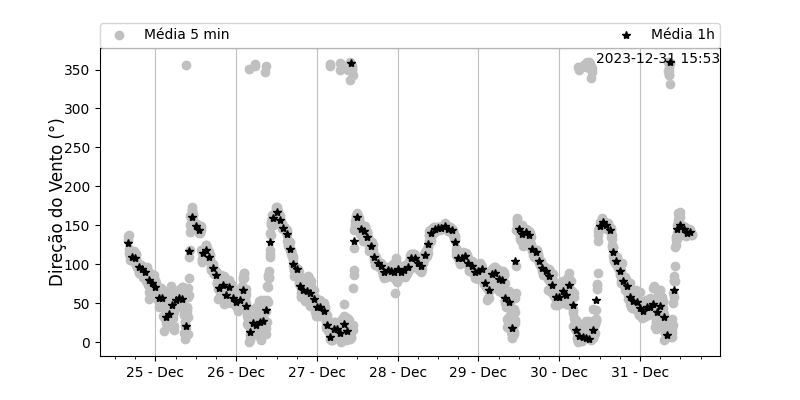 Média 5 min
Média 1h
2023-12-31 15:53
Direção do Vento (°)
350
300
250
200
150
100
50
0
25 - Dec
26 - Dec
27 - Dec
28 - Dec
29 - Dec
30 - Dec
31 - Dec